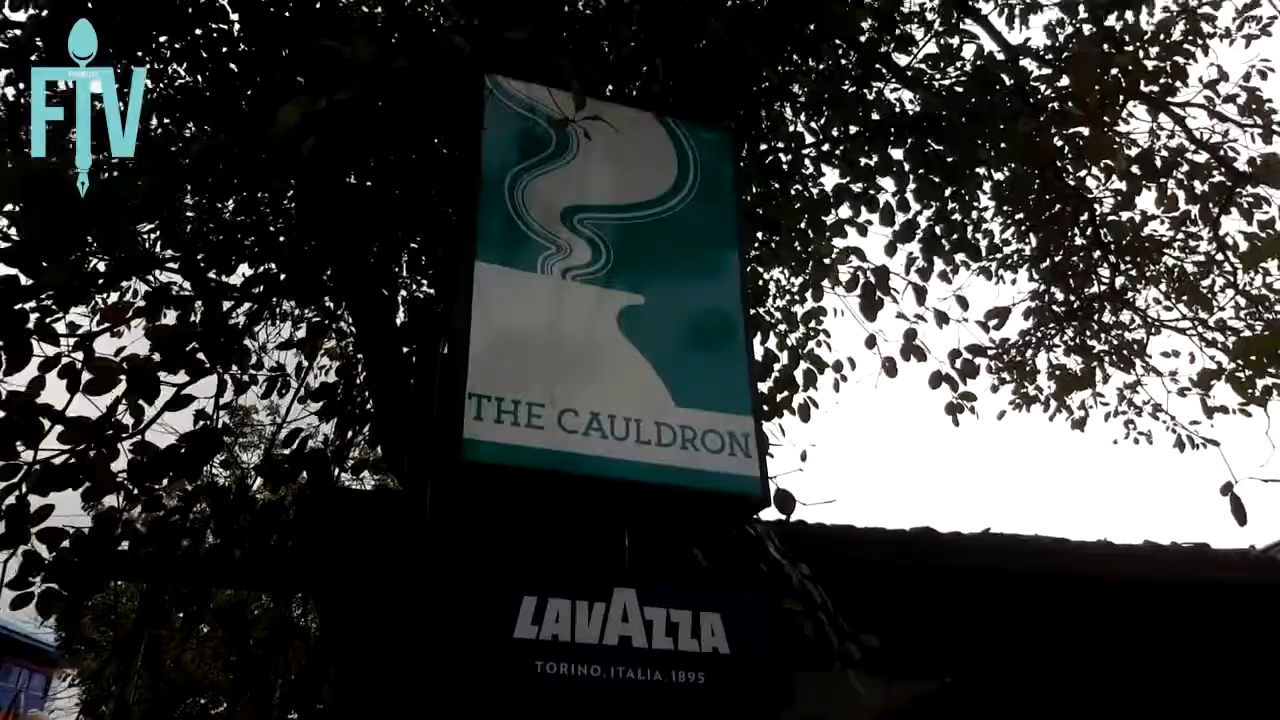 FTV
THE CAULDRON
LAVAZZA
TORINO, ITALIA, 1895